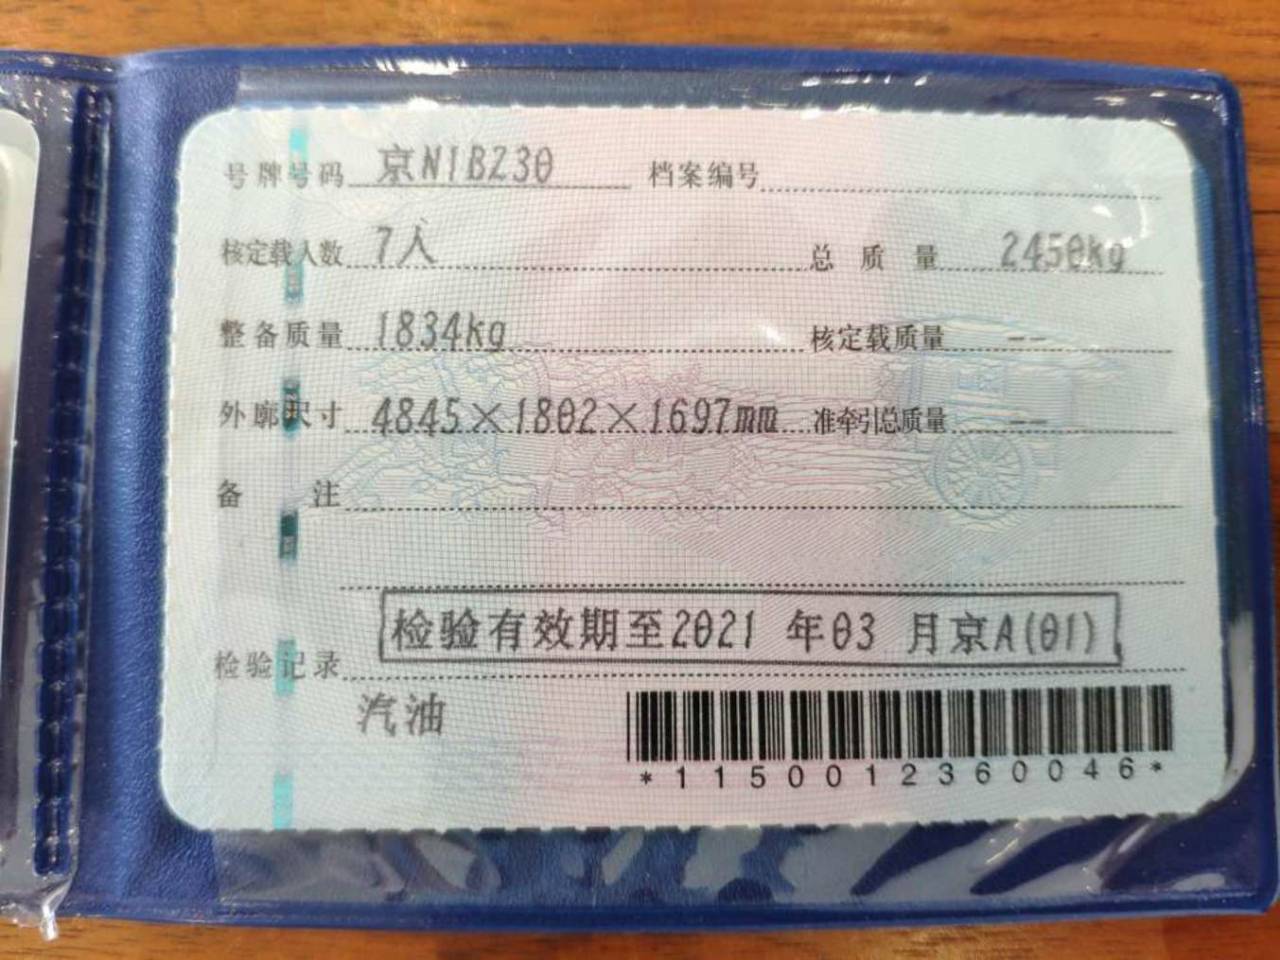 号牌号码 京N1BZ30 档案编号
核定载人数 7人 总质量 2450kg
整备质量 1834kg 核定载质量 --
外廓尺寸 4845×1802×1697mm 准牵引总质量 --
备注
检验有效期至2021 年03 月京A(01)
检验记录
汽油
*1150012360046*